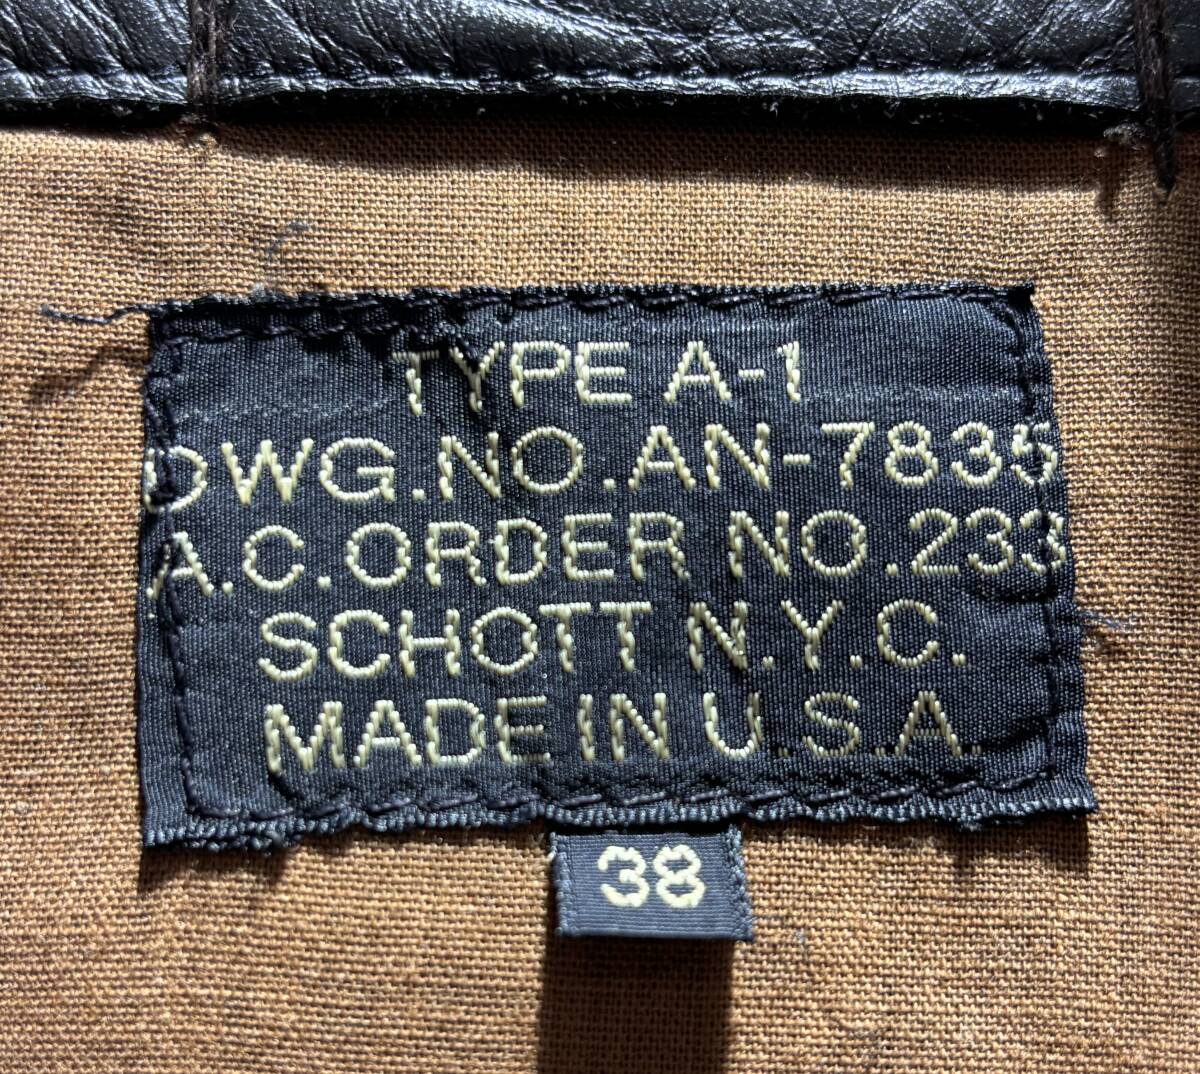 TYPE A-1
DWG.NO.AN-7835
A.C.ORDER NO.233
SCHOTT N.Y.C.
MADE IN U.S.A.
38